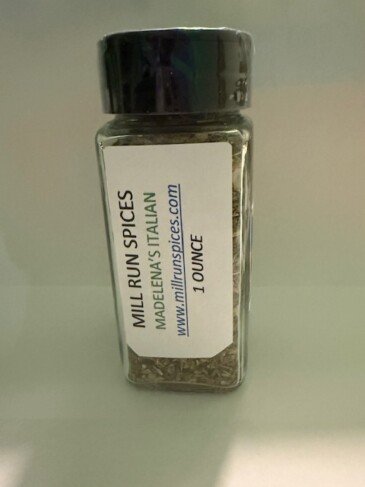 MILL RUN SPICES
MADELENA'S ITALIAN
www.millrunspices.com
1 OUNCE